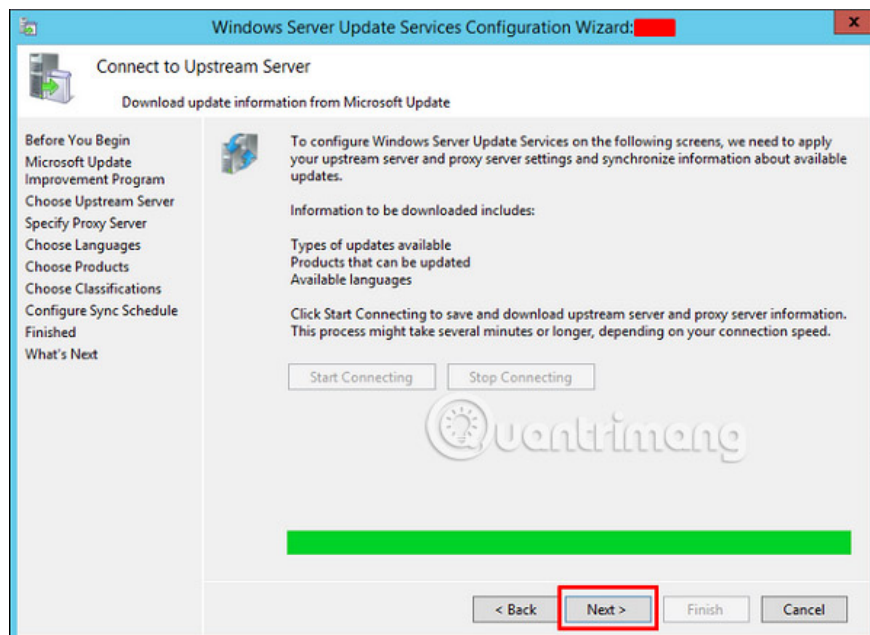 Windows Server Update Services Configuration Wizard:
x
Connect to Upstream Server
Download update information from Microsoft Update
Before You Begin
Microsoft Update
Improvement Program
Choose Upstream Server
Specify Proxy Server
Choose Languages
Choose Products
Choose Classifications
Configure Sync Schedule
Finished
What's Next
To configure Windows Server Update Services on the following screens, we need to apply
your upstream server and proxy server settings and synchronize information about available
updates.
Information to be downloaded includes:
Types of updates available
Products that can be updated
Available languages
Click Start Connecting to save and download upstream server and proxy server information.
This process might take several minutes or longer, depending on your connection speed.
Start Connecting
Stop Connecting
Quantrimang
< Back
Next >
Finish
Cancel